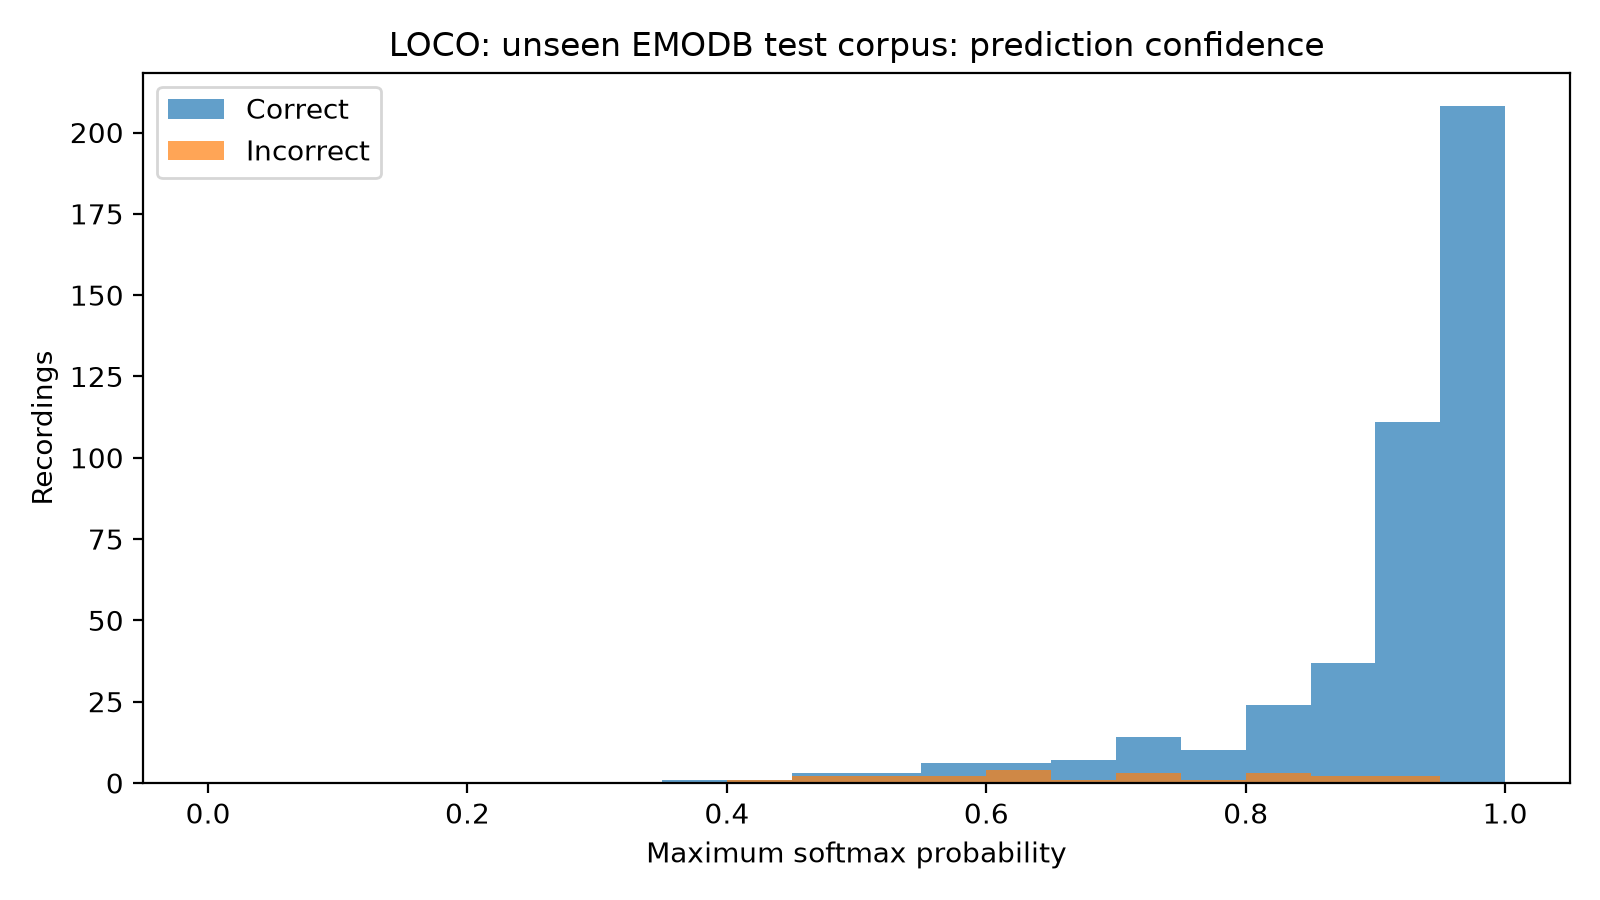 LOCO: unseen EMODB test corpus: prediction confidence
Correct
Incorrect
200
175
150
125
100
75
50
25
0
Recordings
0.0 0.2 0.4 0.6 0.8 1.0
Maximum softmax probability